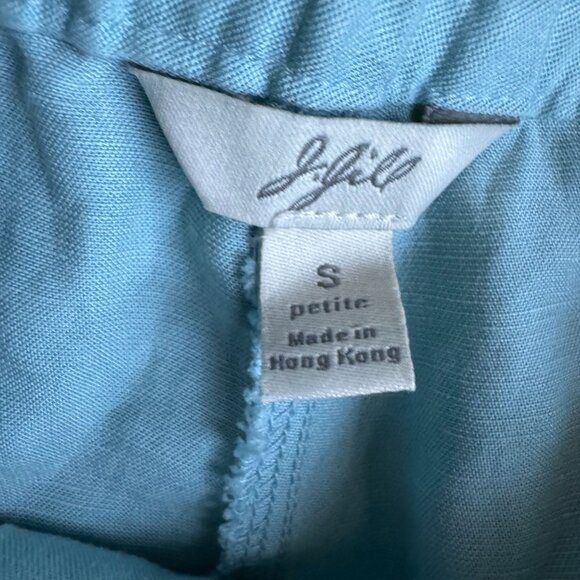 J.Jill
S
petite
Made in
Hong Kong